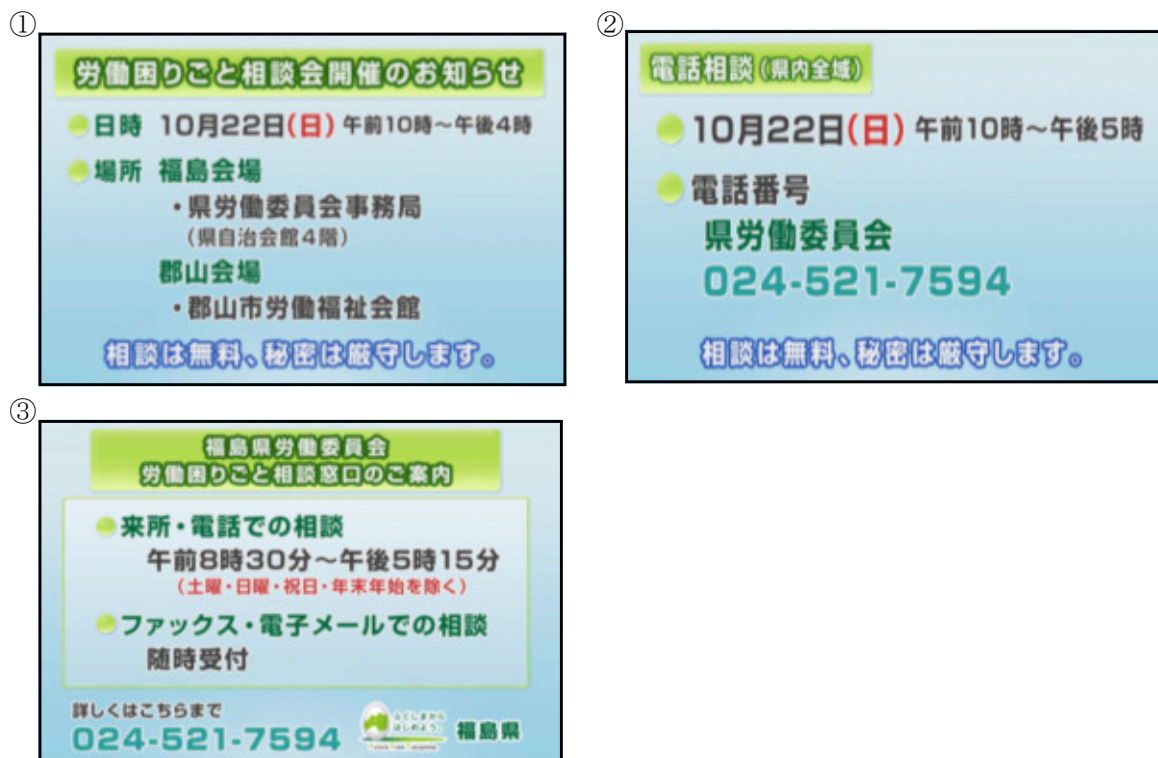 ①
労働困りごと相談会開催のお知らせ
日時 10月22日(日) 午前10時～午後4時
場所 福島会場
・県労働委員会事務局
（県自治会館4階）
郡山会場
・郡山市労働福祉会館
相談は無料、秘密は厳守します。
②
電話相談（県内全域）
10月22日(日) 午前10時～午後5時
電話番号
県労働委員会
024-521-7594
相談は無料、秘密は厳守します。
③
福島県労働委員会
労働困りごと相談窓口のご案内
来所・電話での相談
午前8時30分～午後5時15分
（土曜・日曜・祝日・年末年始を除く）
ファックス・電子メールでの相談
随時受付
詳しくはこちらまで
024-521-7594
ふくしまから
はじめよう。
福島県